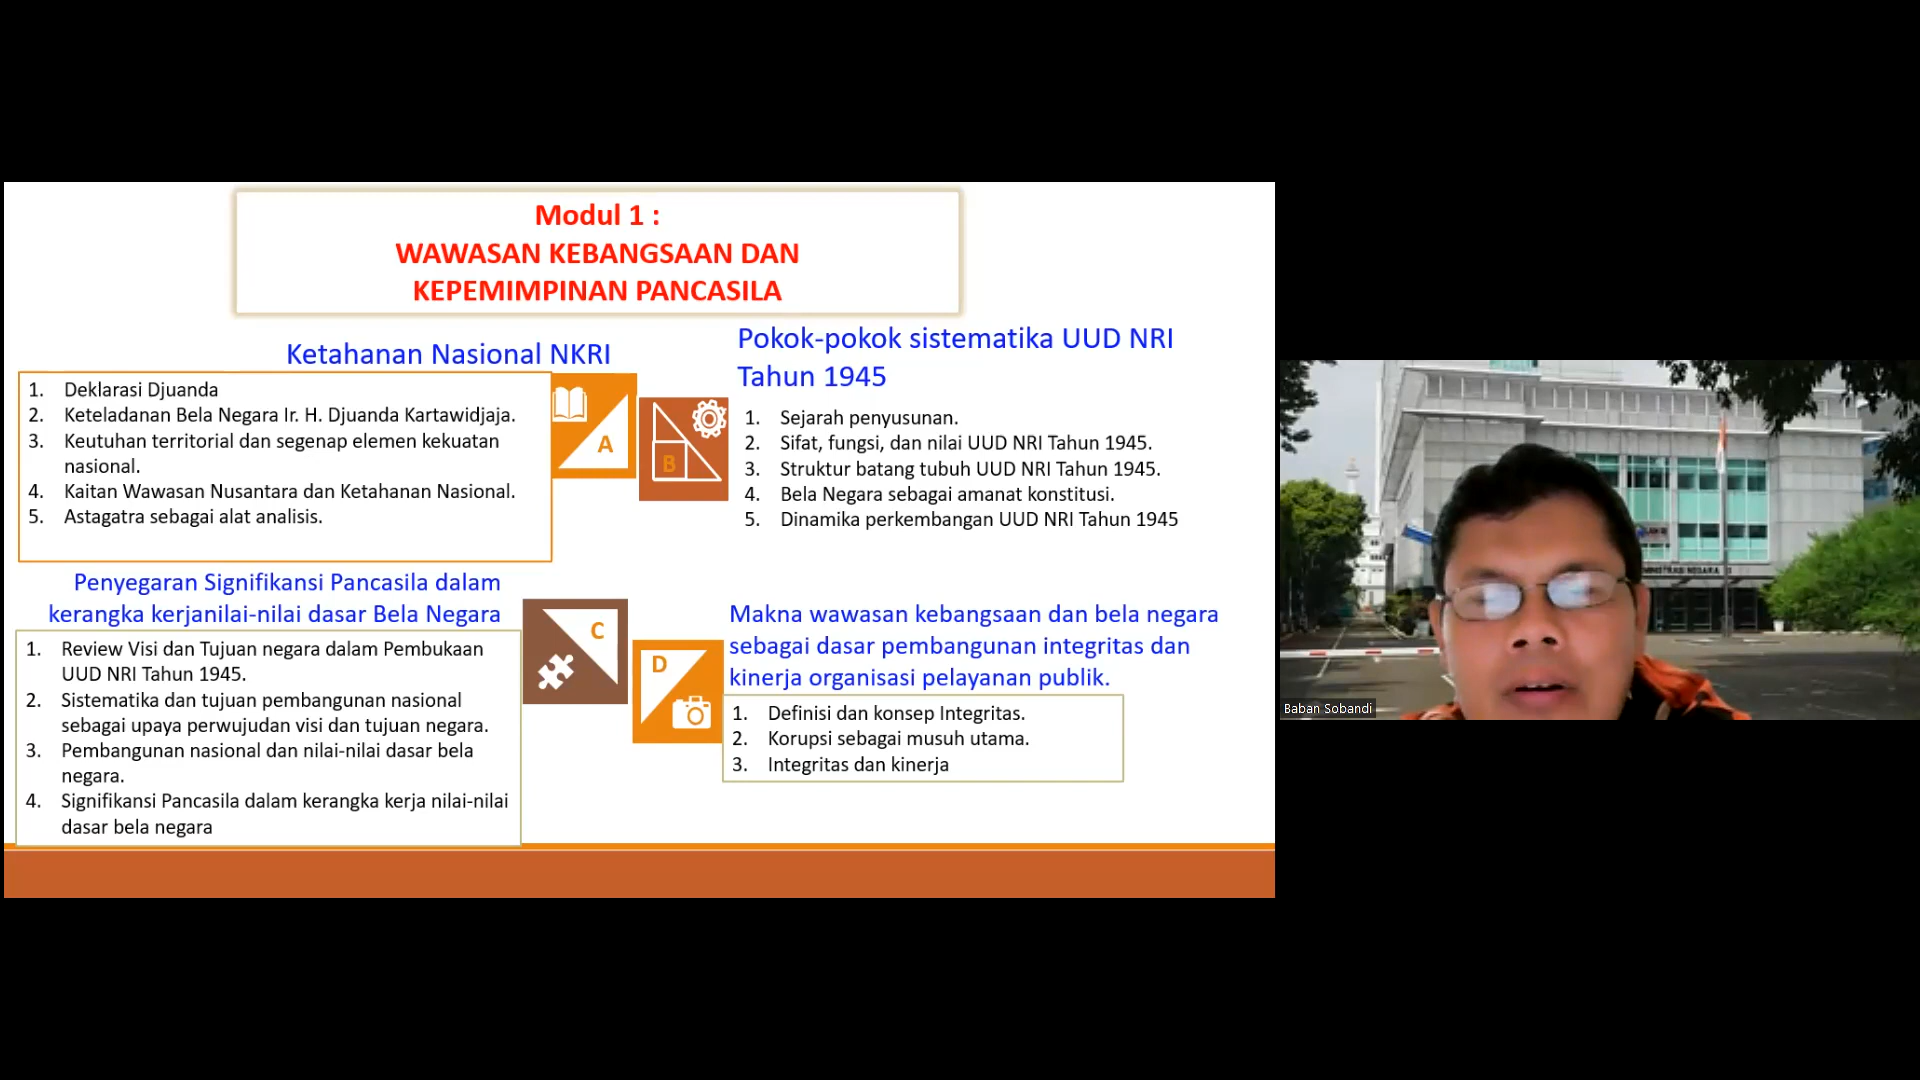 Modul 1 :
WAWASAN KEBANGSAAN DAN
KEPEMIMPINAN PANCASILA
Ketahanan Nasional NKRI
1. Deklarasi Djuanda
2. Keteladanan Bela Negara Ir. H. Djuanda Kartawidjaja.
3. Keutuhan territorial dan segenap elemen kekuatan
nasional.
4. Kaitan Wawasan Nusantara dan Ketahanan Nasional.
5. Astagatra sebagai alat analisis.
A
B
Pokok-pokok sistematika UUD NRI
Tahun 1945
1. Sejarah penyusunan.
2. Sifat, fungsi, dan nilai UUD NRI Tahun 1945.
3. Struktur batang tubuh UUD NRI Tahun 1945.
4. Bela Negara sebagai amanat konstitusi.
5. Dinamika perkembangan UUD NRI Tahun 1945
Penyegaran Signifikansi Pancasila dalam
kerangka kerjanilai-nilai dasar Bela Negara
1. Review Visi dan Tujuan negara dalam Pembukaan
UUD NRI Tahun 1945.
2. Sistematika dan tujuan pembangunan nasional
sebagai upaya perwujudan visi dan tujuan negara.
3. Pembangunan nasional dan nilai-nilai dasar bela
negara.
4. Signifikansi Pancasila dalam kerangka kerja nilai-nilai
dasar bela negara
C
D
Makna wawasan kebangsaan dan bela negara
sebagai dasar pembangunan integritas dan
kinerja organisasi pelayanan publik.
1. Definisi dan konsep Integritas.
2. Korupsi sebagai musuh utama.
3. Integritas dan kinerja
NEGARA
Baban Sobandi